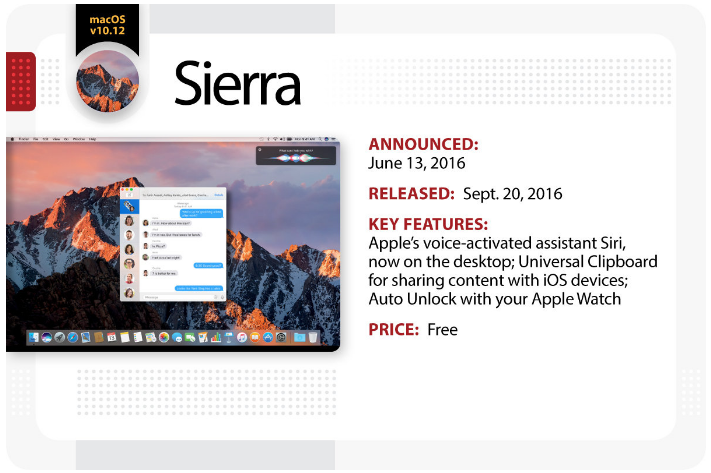 macOS
v10.12
Sierra
ANNOUNCED:
June 13, 2016
RELEASED: Sept. 20, 2016
KEY FEATURES:
Apple's voice-activated assistant Siri,
now on the desktop; Universal Clipboard
for sharing content with iOS devices;
Auto Unlock with your Apple Watch
PRICE: Free